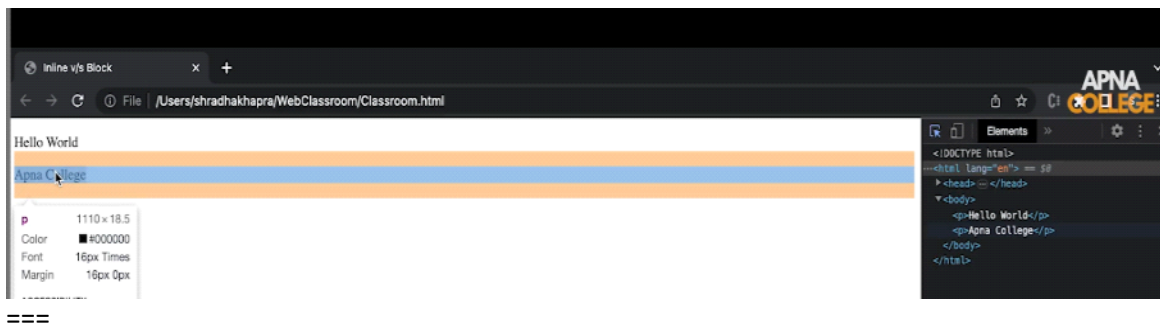 Inline v/s Block
APNA
COLLEGE
File | /Users/shradhakhapra/WebClassroom/Classroom.html
Hello World
Apna College
p 1110 × 18.5
Color #000000
Font 16px Times
Margin 16px 0px
Elements
<!DOCTYPE html>
<html lang="en"> == $0
<head> </head>
<body>
<p>Hello World</p>
<p>Apna College</p>
</body>
</html>
===